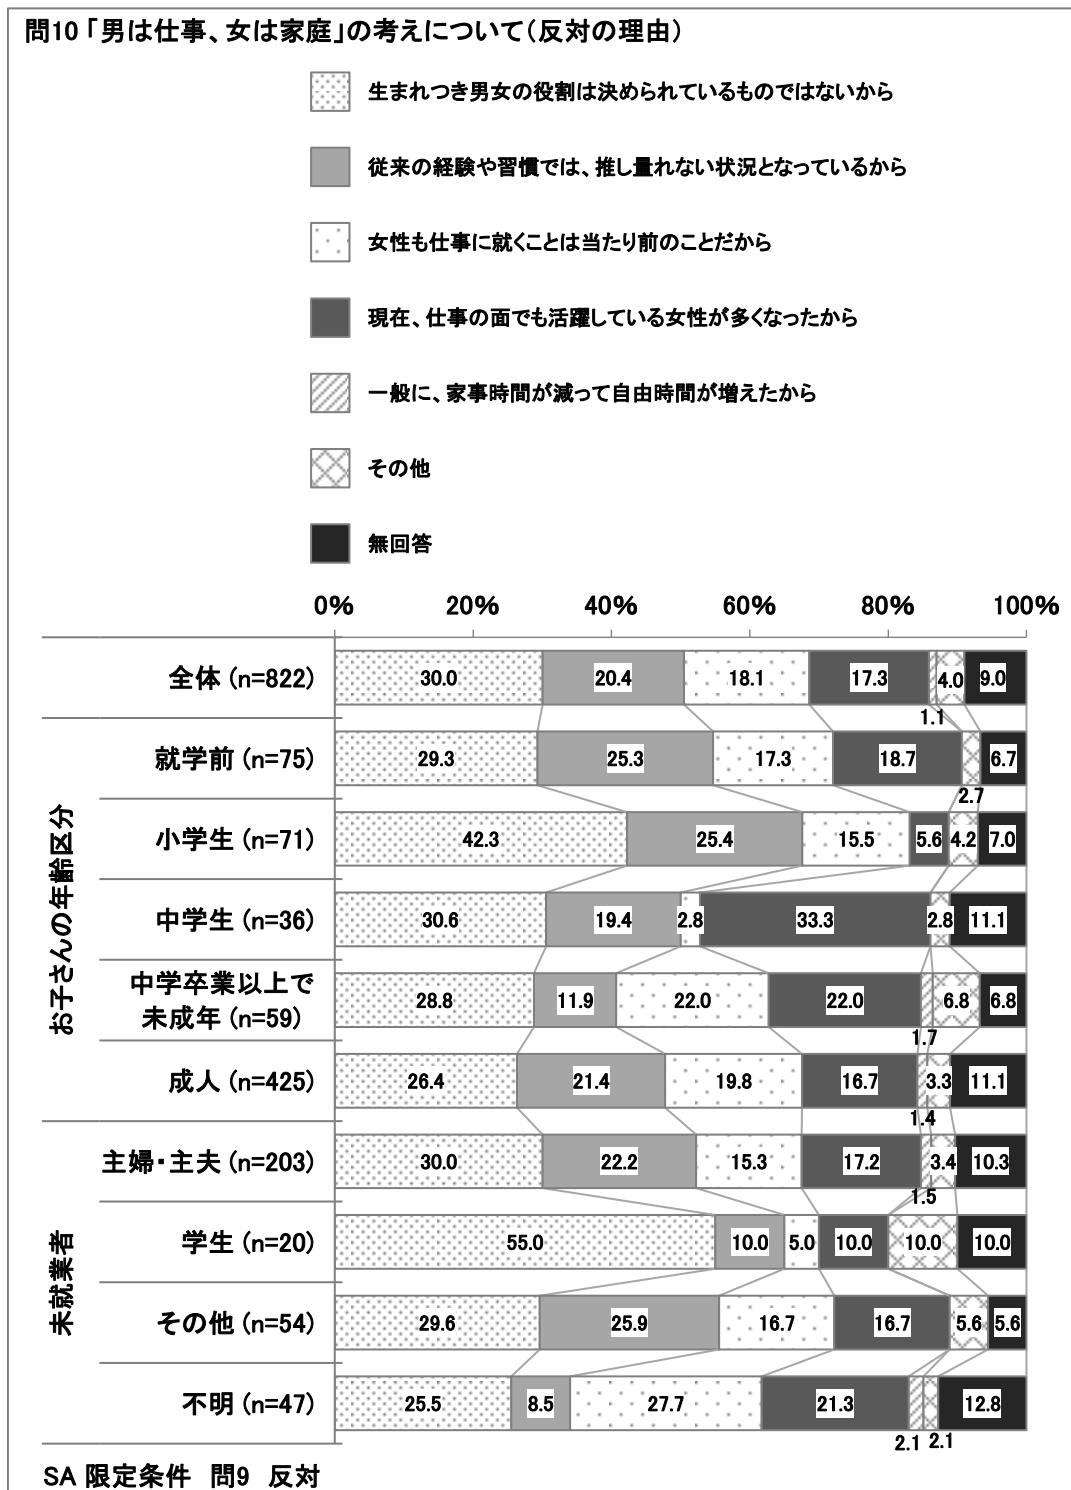 問10「男は仕事、女は家庭」の考えについて（反対の理由）
生まれつき男女の役割は決められているものではないから
従来の経験や習慣では、推し量れない状況となっているから
女性も仕事に就くことは当たり前のことだから
現在、仕事の面でも活躍している女性が多くなったから
一般に、家事時間が減って自由時間が増えたから
その他
無回答
0% 20% 40% 60% 80% 100%
全体 (n=822) 30.0 20.4 18.1 17.3 4.0 9.0
1.1
お子さんの年齢区分
就学前 (n=75) 29.3 25.3 17.3 18.7 6.7
2.7
小学生 (n=71) 42.3 25.4 15.5 5.6 4.2 7.0
中学生 (n=36) 30.6 19.4 2.8 33.3 2.8 11.1
中学卒業以上で
未成年 (n=59) 28.8 11.9 22.0 22.0 6.8 6.8
1.7
成人 (n=425) 26.4 21.4 19.8 16.7 3.3 11.1
1.4
未就業者
主婦・主夫 (n=203) 30.0 22.2 15.3 17.2 3.4 10.3
1.5
学生 (n=20) 55.0 10.0 5.0 10.0 10.0 10.0
その他 (n=54) 29.6 25.9 16.7 16.7 5.6 5.6
不明 (n=47) 25.5 8.5 27.7 21.3 12.8
2.1 2.1
SA 限定条件　問9　反対